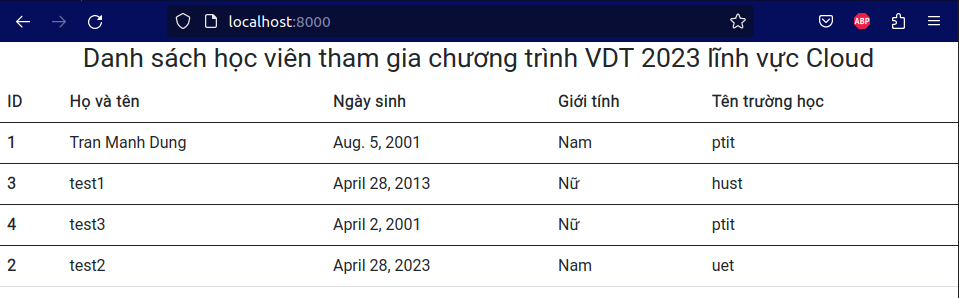 localhost:8000
ABP
Danh sách học viên tham gia chương trình VDT 2023 lĩnh vực Cloud
ID Họ và tên Ngày sinh Giới tính Tên trường học
1 Tran Manh Dung Aug. 5, 2001 Nam ptit
3 test1 April 28, 2013 Nữ hust
4 test3 April 2, 2001 Nữ ptit
2 test2 April 28, 2023 Nam uet